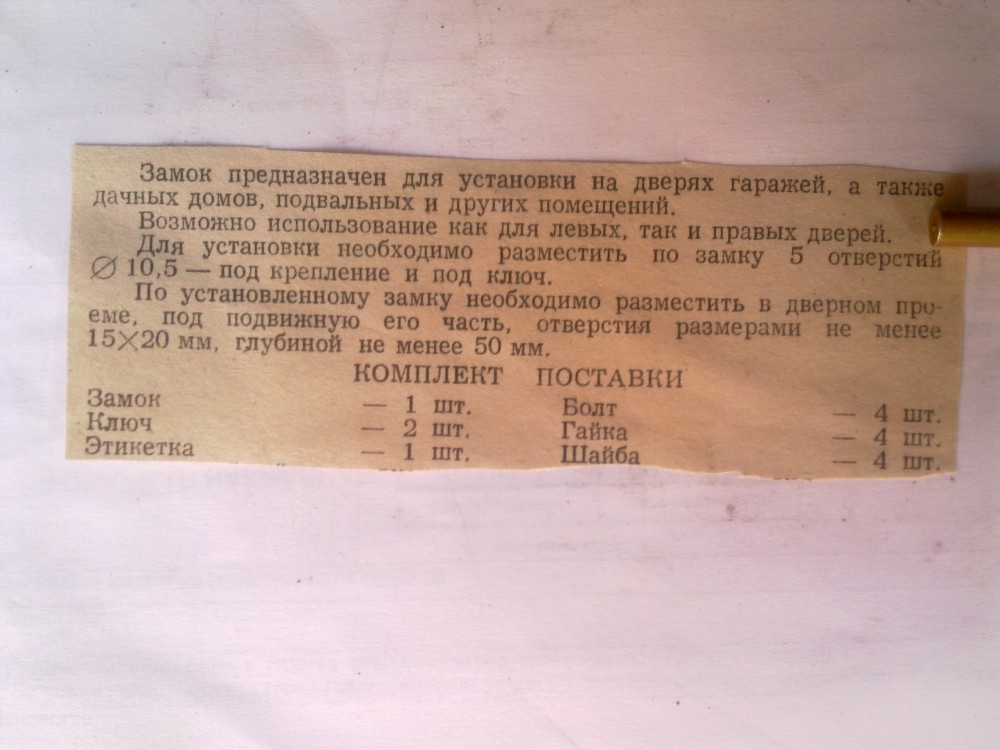 Замок предназначен для установки на дверях гаражей, а также
дачных домов, подвальных и других помещений.
Возможно использование как для левых, так и правых дверей.
Для установки необходимо разместить по замку 5 отверстий
∅ 10,5 — под крепление и под ключ.
По установленному замку необходимо разместить в дверном про-
еме, под подвижную его часть, отверстия размерами не менее
15×20 мм, глубиной не менее 50 мм.
КОМПЛЕКТ ПОСТАВКИ
Замок — 1 шт. Болт — 4 шт.
Ключ — 2 шт. Гайка — 4 шт.
Этикетка — 1 шт. Шайба — 4 шт.